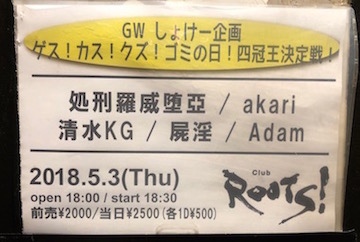 GW しょけー企画
ゲス!カス!クズ!ゴミの日!四冠王決定戦!
処刑羅威堕亞 / akari
清水KG / 屍淫 / Adam
2018.5.3(Thu)
open 18:00 / start 18:30
前売¥2000/当日¥2500(各1D¥500)
Club
ROOTS!